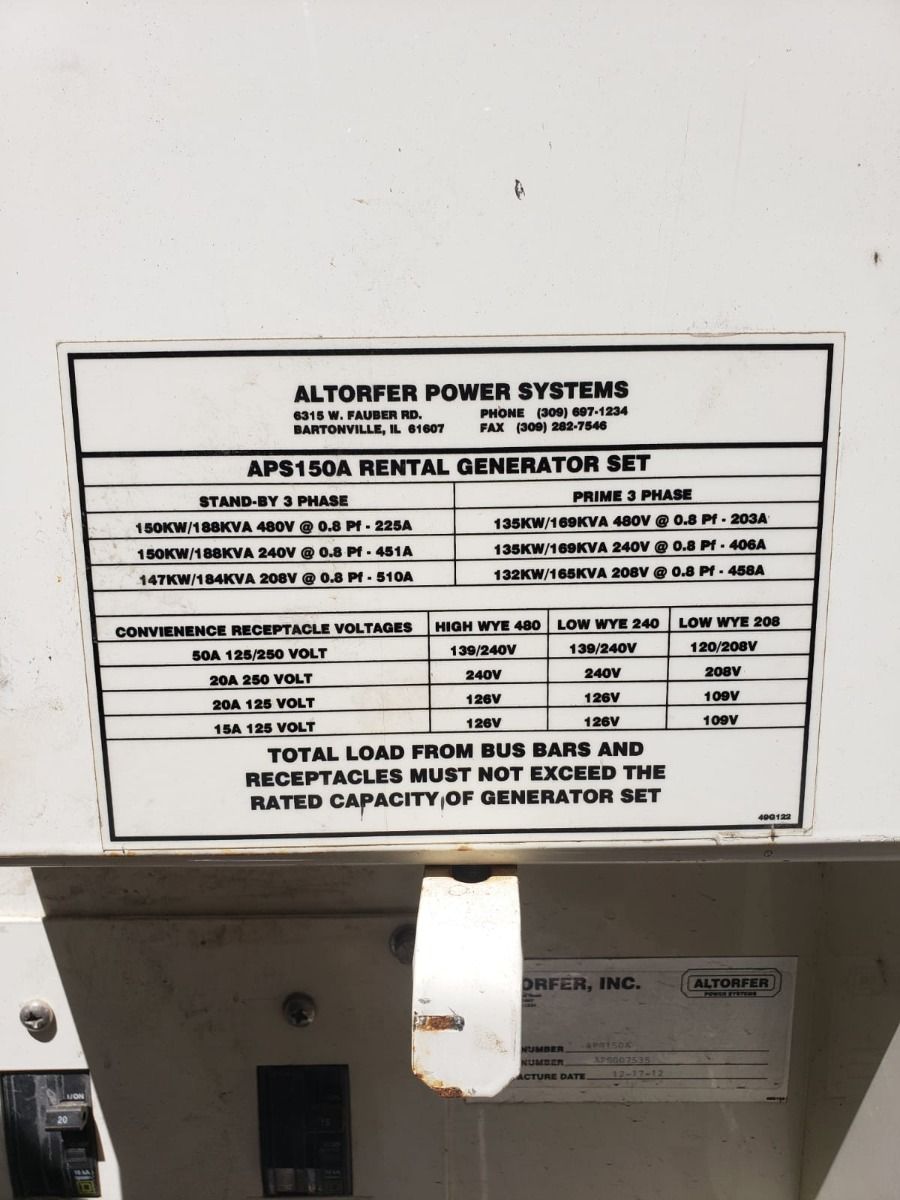 ALTORFER POWER SYSTEMS
6315 W. FAUBER RD. PHONE (309) 697-1234
BARTONVILLE, IL 61607 FAX (309) 282-7546
APS150A RENTAL GENERATOR SET
STAND-BY 3 PHASE PRIME 3 PHASE
150KW/188KVA 480V @ 0.8 Pf - 225A 135KW/169KVA 480V @ 0.8 Pf - 203A
150KW/188KVA 240V @ 0.8 Pf - 451A 135KW/169KVA 240V @ 0.8 Pf - 406A
147KW/184KVA 208V @ 0.8 Pf - 510A 132KW/165KVA 208V @ 0.8 Pf - 458A
CONVIENENCE RECEPTACLE VOLTAGES HIGH WYE 480 LOW WYE 240 LOW WYE 208
50A 125/250 VOLT 139/240V 139/240V 120/208V
20A 250 VOLT 240V 240V 208V
20A 125 VOLT 126V 126V 109V
15A 125 VOLT 126V 126V 109V
TOTAL LOAD FROM BUS BARS AND
RECEPTACLES MUST NOT EXCEED THE
RATED CAPACITY OF GENERATOR SET
49G122
ORFER, INC. ALTORFER
POWER SYSTEMS
NUMBER APS150A
NUMBER APS007535
ACTURE DATE 12-17-12
I/ON
20